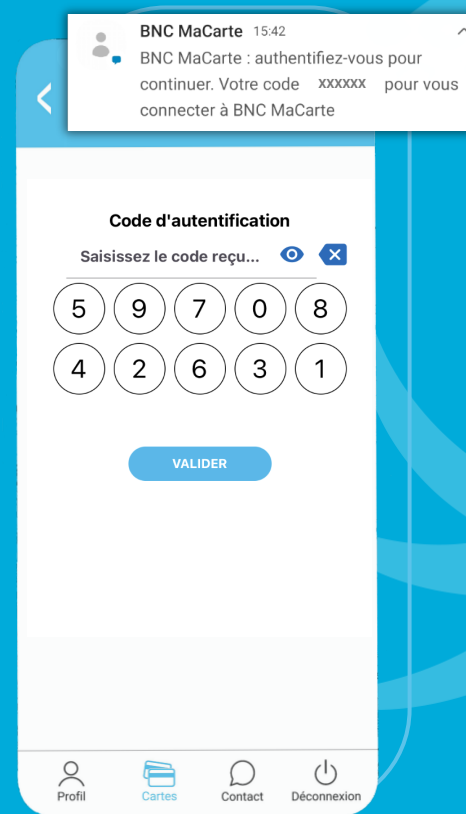 BNC MaCarte 15:42
BNC MaCarte : authentifiez-vous pour
continuer. Votre code xxxxxx pour vous
connecter à BNC MaCarte
Code d'autentification
Saisissez le code reçu...
5 9 7 0 8
4 2 6 3 1
VALIDER
Profil Cartes Contact Déconnexion